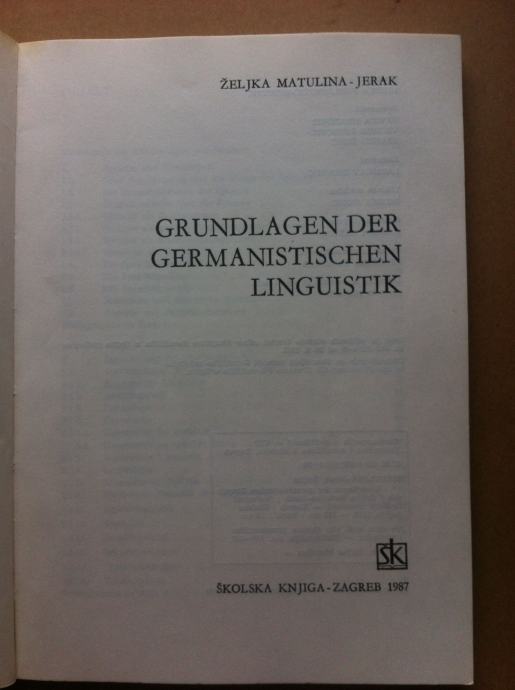 ŽELJKA MATULINA-JERAK
GRUNDLAGEN DER
GERMANISTISCHEN
LINGUISTIK
šk
ŠKOLSKA KNJIGA-ZAGREB 1987